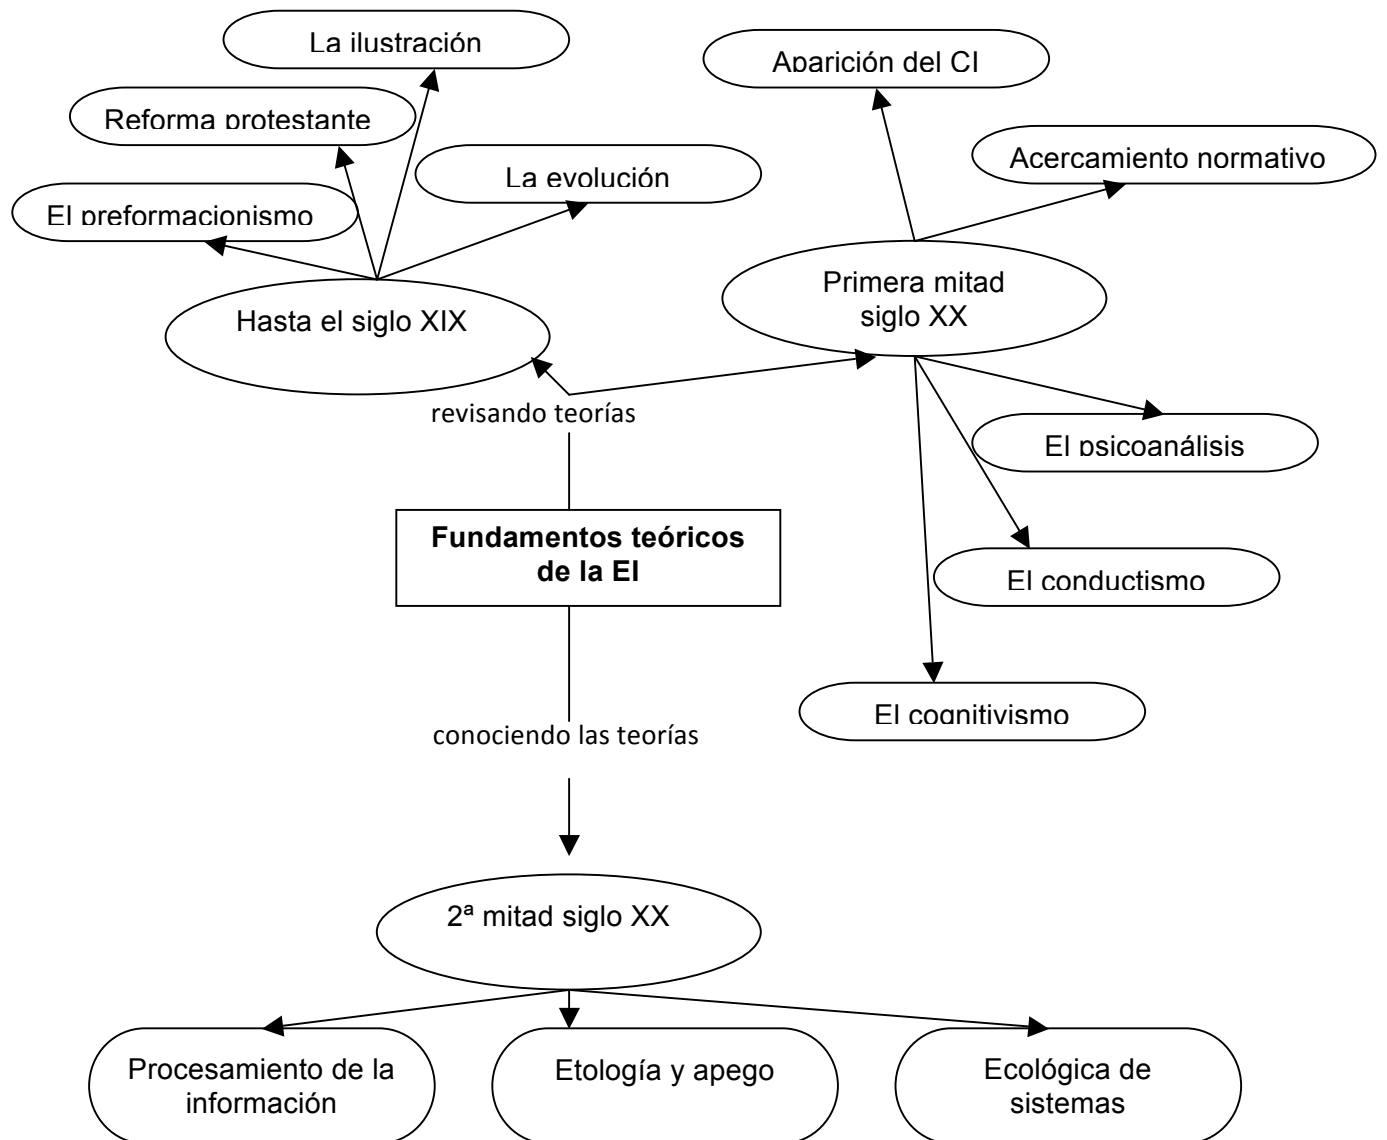 La ilustración
Aparición del CI
Reforma protestante
Acercamiento normativo
La evolución
El preformacionismo
Primera mitad
siglo XX
Hasta el siglo XIX
revisando teorías
El psicoanálisis
Fundamentos teóricos
de la EI
El conductismo
El cognitivismo
conociendo las teorías
2ª mitad siglo XX
Procesamiento de la
información
Etología y apego
Ecológica de
sistemas